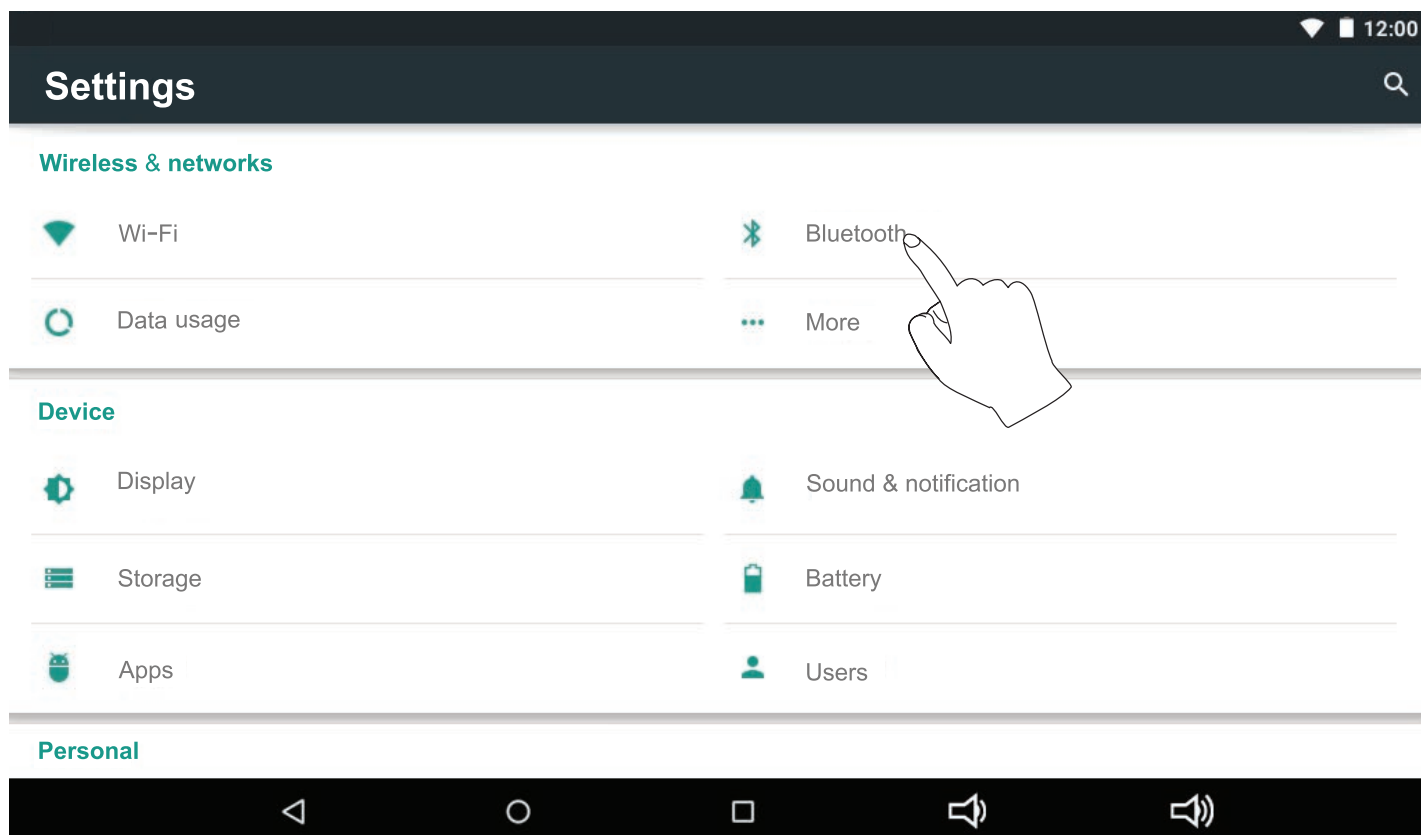 12:00
Settings
Wireless & networks
Wi-Fi
Bluetooth
Data usage
More
Device
Display
Sound & notification
Storage
Battery
Apps
Users
Personal